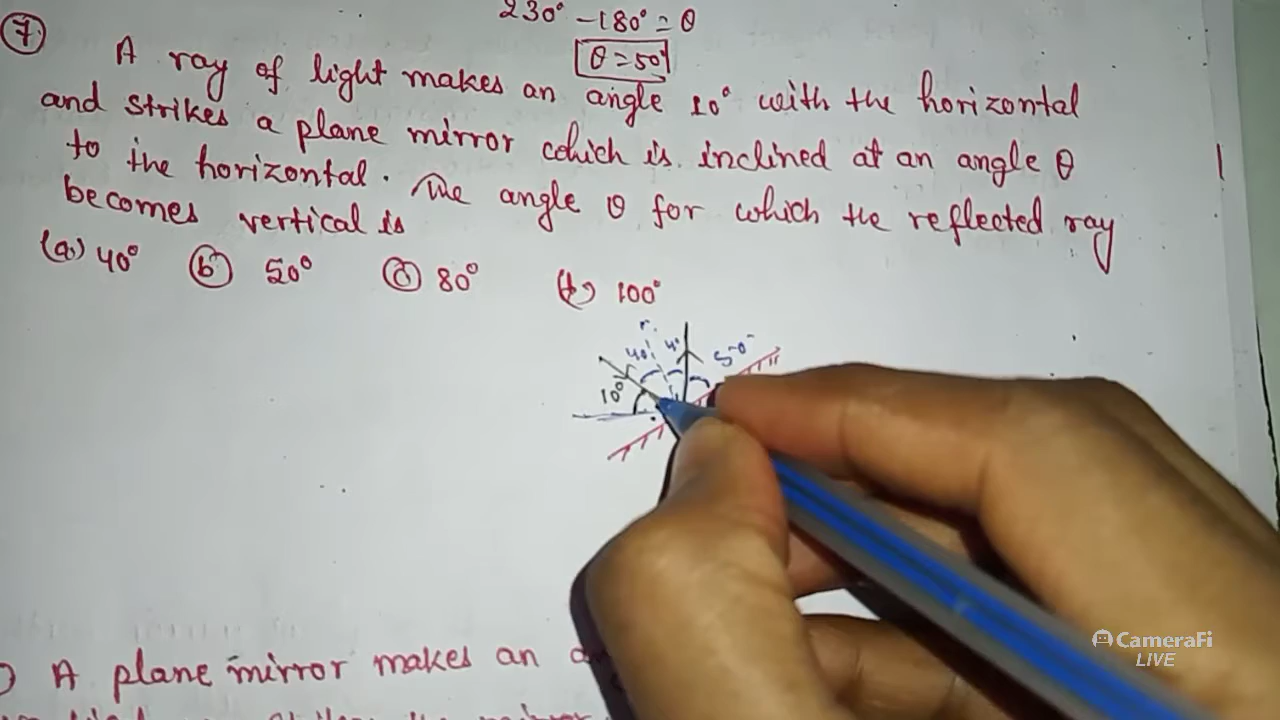 230° - 180° = θ
θ = 50°
7
A ray of light makes an angle 10° with the horizontal
and strikes a plane mirror which is inclined at an angle θ
to the horizontal. The angle θ for which the reflected ray
becomes vertical is
(a) 40° (b) 50° (c) 80° (d) 100°
40° 50°
10°
A plane mirror makes an
CameraFi
LIVE